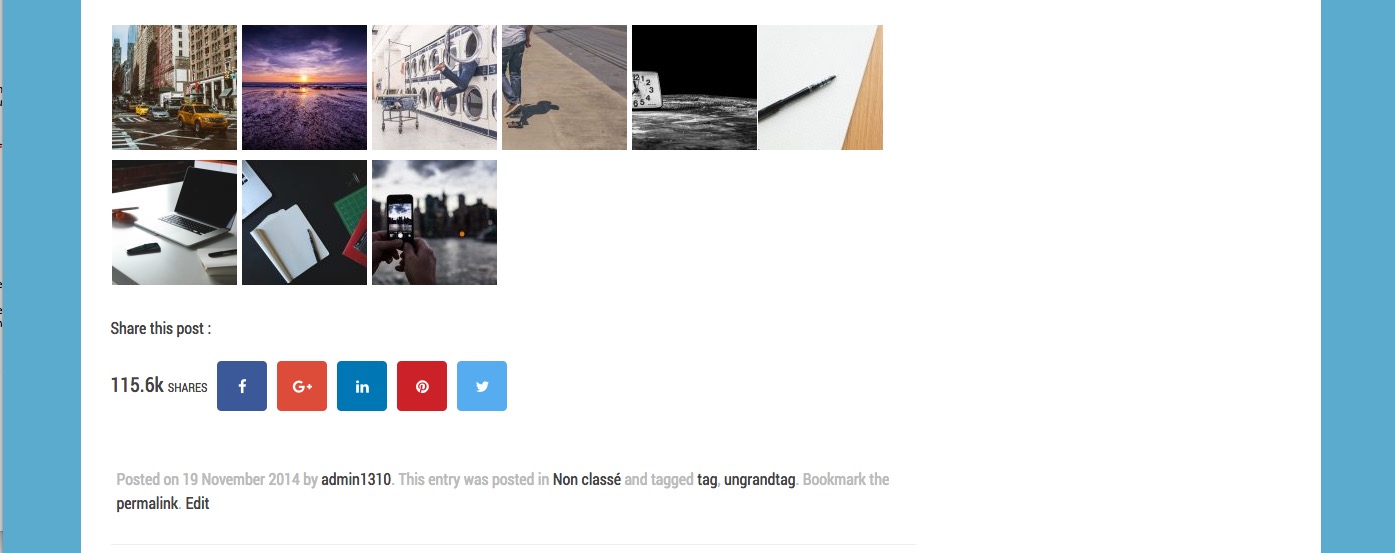 Share this post :
115.6k SHARES
Posted on 19 November 2014 by admin1310. This entry was posted in Non classé and tagged tag, ungrandtag. Bookmark the
permalink. Edit